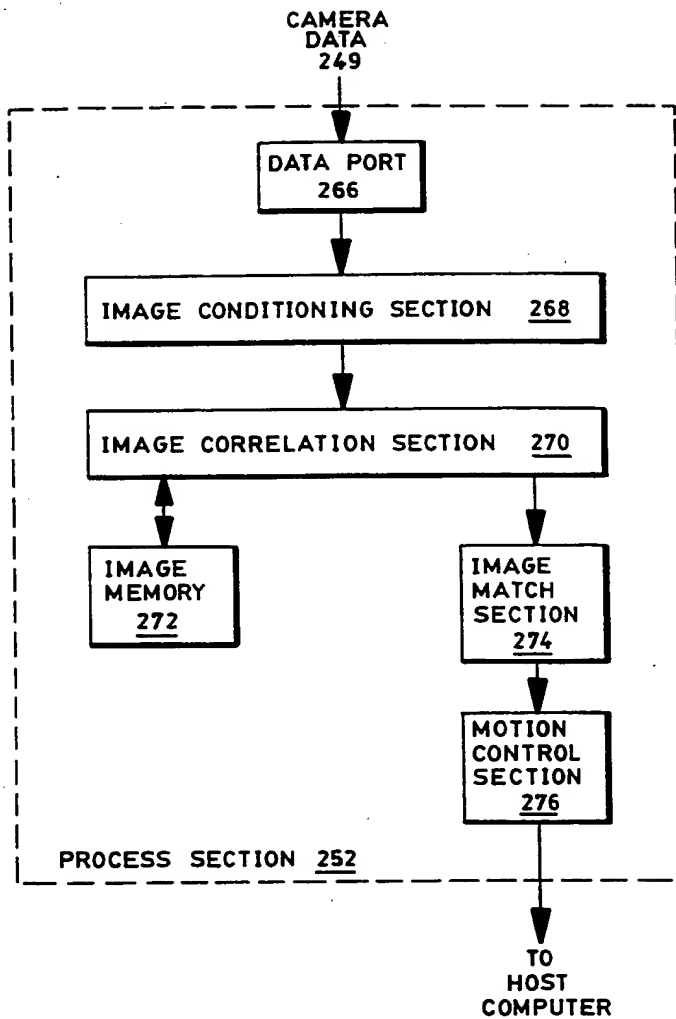 CAMERA
DATA
249
DATA PORT
266
IMAGE CONDITIONING SECTION 268
IMAGE CORRELATION SECTION 270
IMAGE
MEMORY
272
IMAGE
MATCH
SECTION
274
MOTION
CONTROL
SECTION
276
PROCESS SECTION 252
TO
HOST
COMPUTER